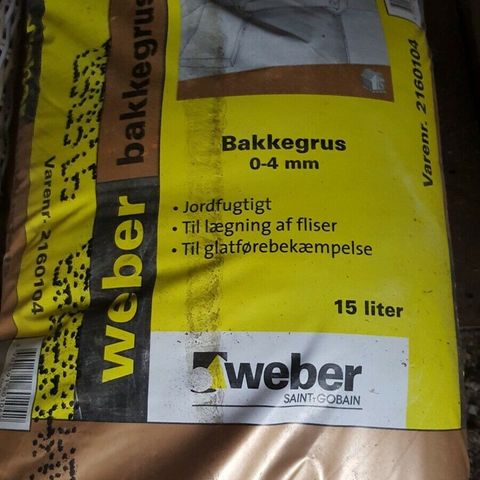 Bakkegrus
0-4 mm
• Jordfugtigt
• Til lægning af fliser
• Til glatførebekæmpelse
15 liter
weber
SAINT-GOBAIN
weber bakkegrus
Varenr. 2160104
Varenr. 2160104